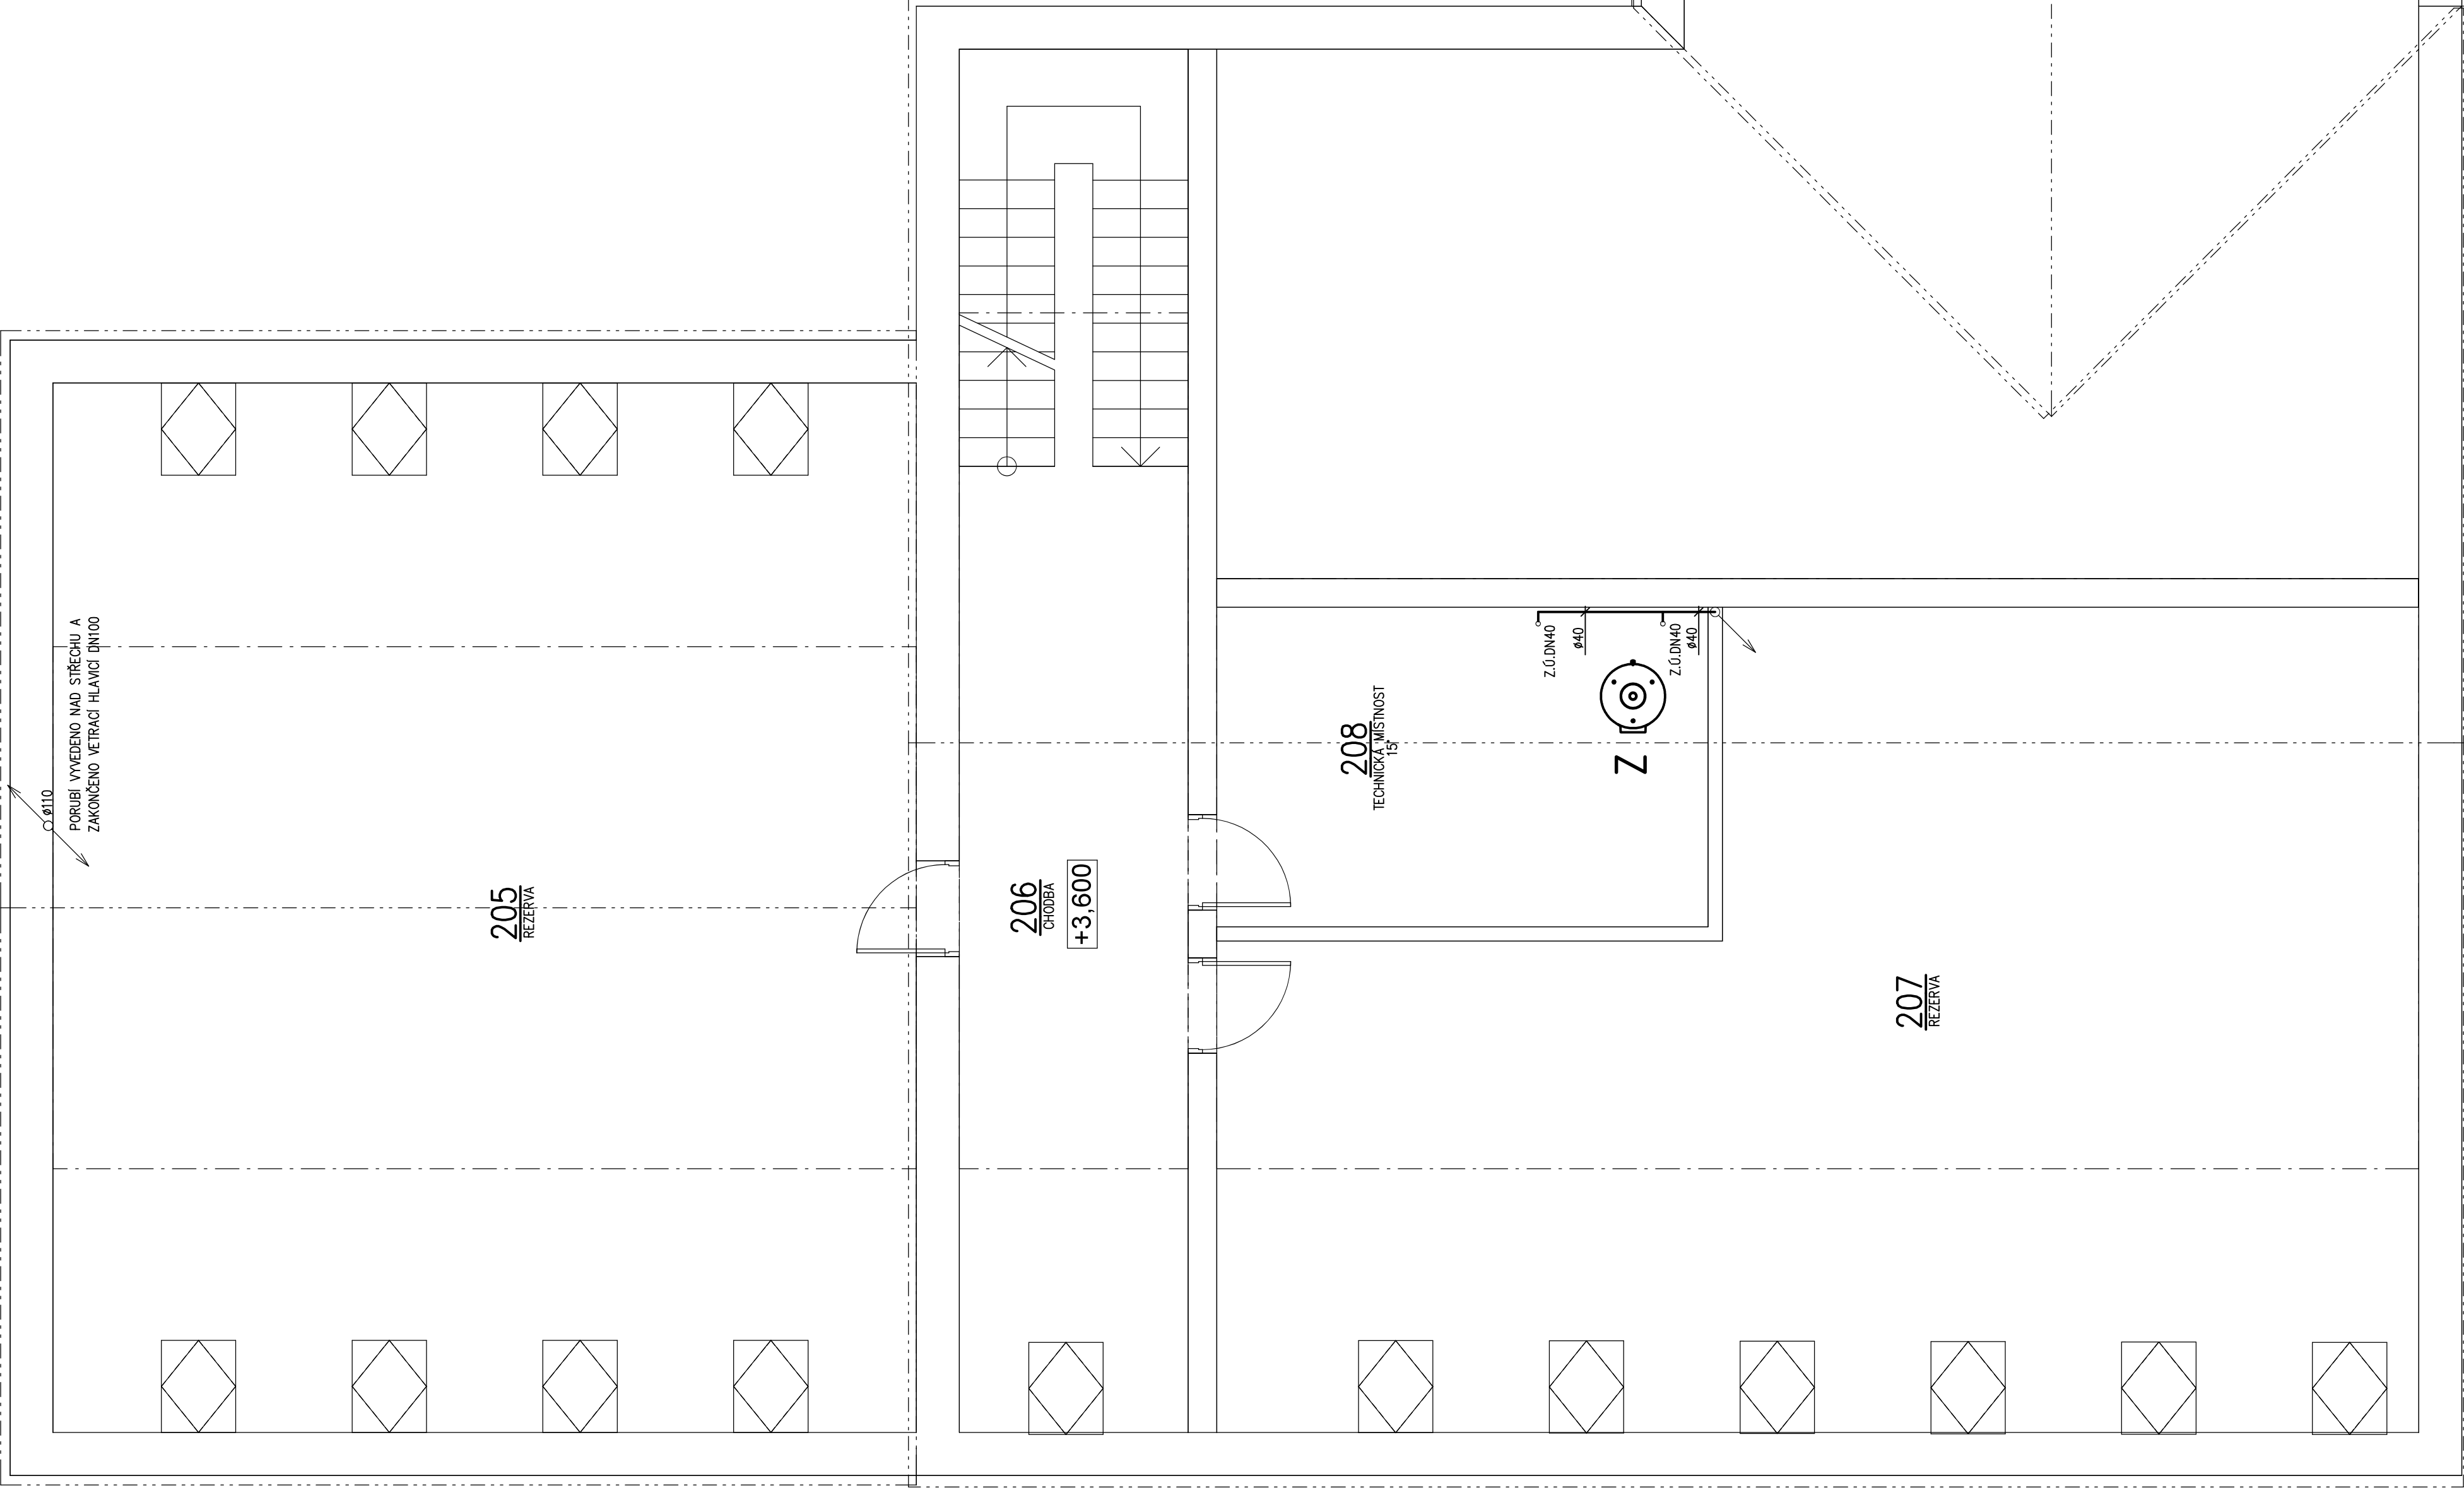 PORUBÍ VYVEDENO NAD STŘECHU A
ZAKONČENO VETRACÍ HLAVICÍ DN100
ø110
205
REZERVA
206
CHODBA
+3,600
208
TECHNICKÁ MÍSTNOST
15°
Z.Ú.DN40
ø40
Z.Ú.DN40
ø40
Z
207
REZERVA